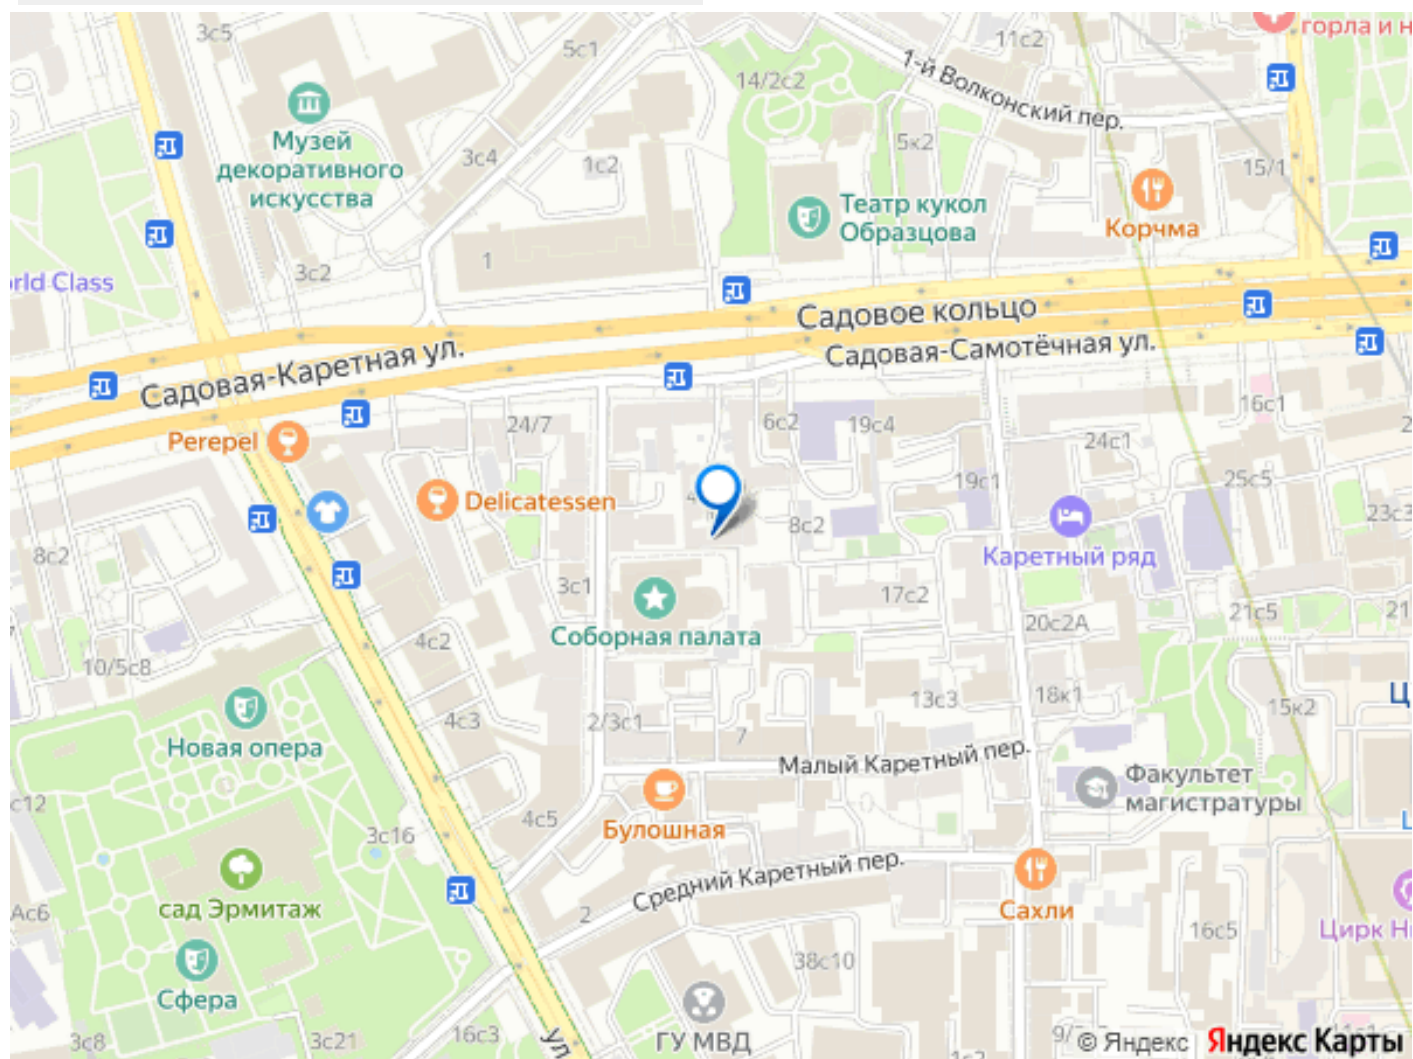 3с5
5с1
11с2
горла и н
1-й Волконский пер.
14/2с2
Музей
декоративного
искусства
3с4
1с2
5к2
15/1
Театр кукол
Образцова
Корчма
1
3с2
rld Class
Садовое кольцо
Садовая-Самотёчная ул.
Садовая-Каретная ул.
16с1
24/7
6с2
19с4
24с1
Perepel
Delicatessen
19с1
25с5
23с3
8с2
8с2
Каретный ряд
3с1
17с2
Соборная палата
20с2А
21с5
21
10/5с8
4с2
13с3
18к1
15к2
Ц
4с3
2/3с1
7
Новая опера
Малый Каретный пер.
Факультет
магистратуры
с12
3с16
4с5
Булошная
Средний Каретный пер.
сад Эрмитаж
Ас6
2
Сахли
16с5
Цирк Н
38с10
Сфера
3с8
3с21
16с3
Ул
ГУ МВД
9/
© Яндекс
Яндекс Карты